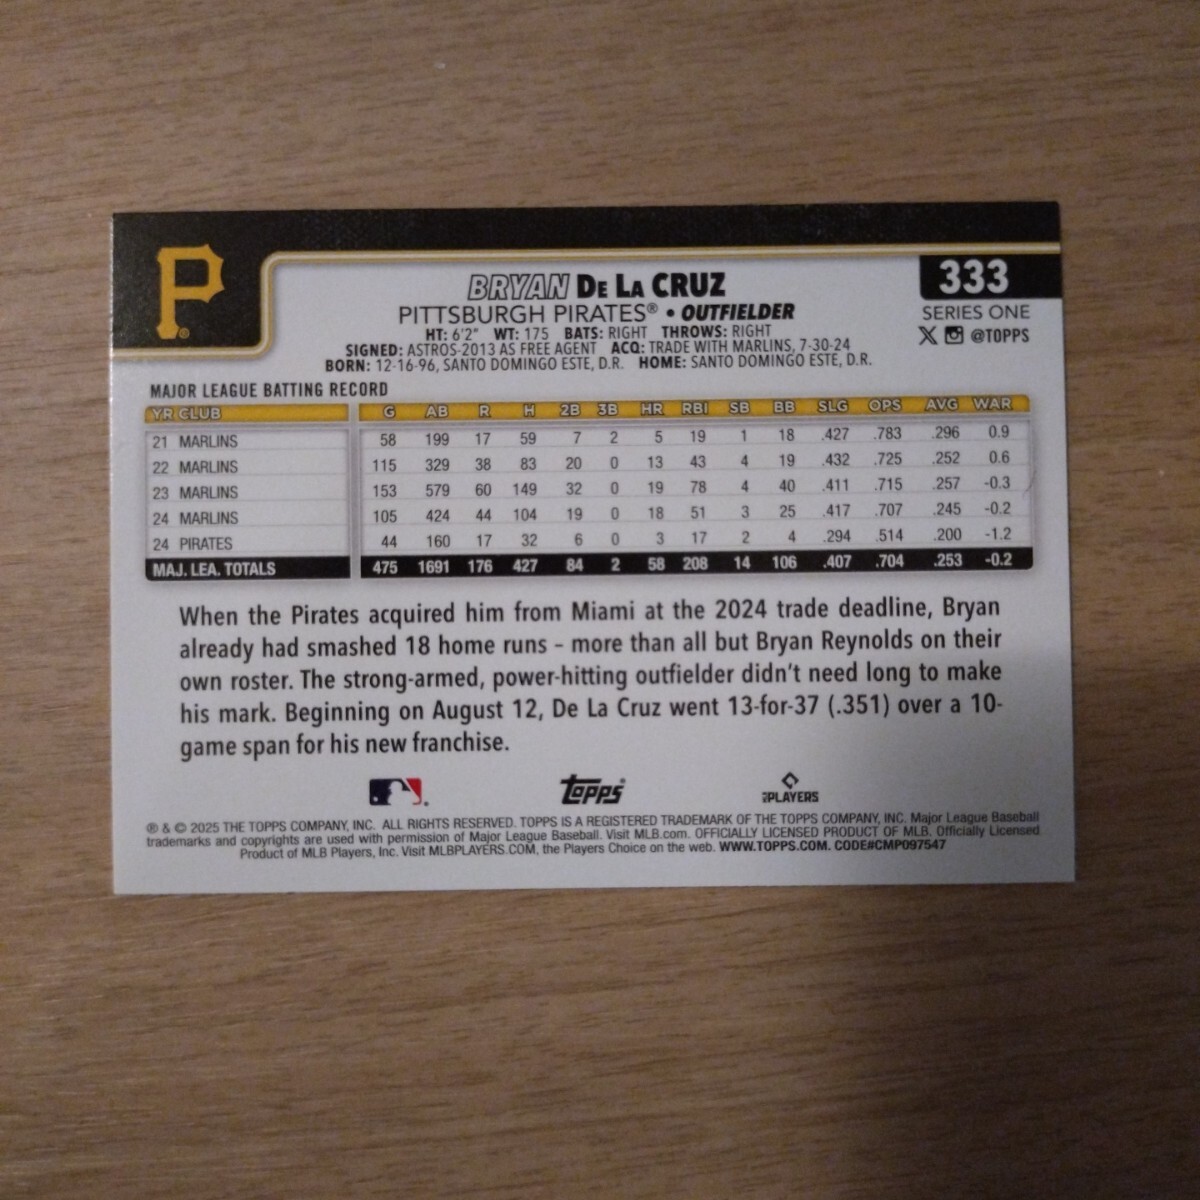 P
BRYAN DE LA CRUZ
333
PITTSBURGH PIRATES® • OUTFIELDER
SERIES ONE
HT: 6'2" WT: 175 BATS: RIGHT THROWS: RIGHT
@TOPPS
SIGNED: ASTROS-2013 AS FREE AGENT ACQ: TRADE WITH MARLINS, 7-30-24
BORN: 12-16-96, SANTO DOMINGO ESTE, D.R. HOME: SANTO DOMINGO ESTE, D.R.
MAJOR LEAGUE BATTING RECORD
YR CLUB G AB R H 2B 3B HR RBI SB BB SLG OPS AVG WAR
21 MARLINS 58 199 17 59 7 2 5 19 1 18 .427 .783 .296 0.9
22 MARLINS 115 329 38 83 20 0 13 43 4 19 .432 .725 .252 0.6
23 MARLINS 153 579 60 149 32 0 19 78 4 40 .411 .715 .257 -0.3
24 MARLINS 105 424 44 104 19 0 18 51 3 25 .417 .707 .245 -0.2
24 PIRATES 44 160 17 32 6 0 3 17 2 4 .294 .514 .200 -1.2
MAJ. LEA. TOTALS 475 1691 176 427 84 2 58 208 14 106 .407 .704 .253 -0.2
When the Pirates acquired him from Miami at the 2024 trade deadline, Bryan
already had smashed 18 home runs – more than all but Bryan Reynolds on their
own roster. The strong-armed, power-hitting outfielder didn't need long to make
his mark. Beginning on August 12, De La Cruz went 13-for-37 (.351) over a 10-
game span for his new franchise.
Topps® PLAYERS
® & © 2025 THE TOPPS COMPANY, INC. ALL RIGHTS RESERVED. TOPPS IS A REGISTERED TRADEMARK OF THE TOPPS COMPANY, INC. Major League Baseball
trademarks and copyrights are used with permission of Major League Baseball. Visit MLB.com. OFFICIALLY LICENSED PRODUCT OF MLB. Officially Licensed
Product of MLB Players, Inc. Visit MLBPLAYERS.COM, the Players Choice on the web. WWW.TOPPS.COM. CODE#CMP097547